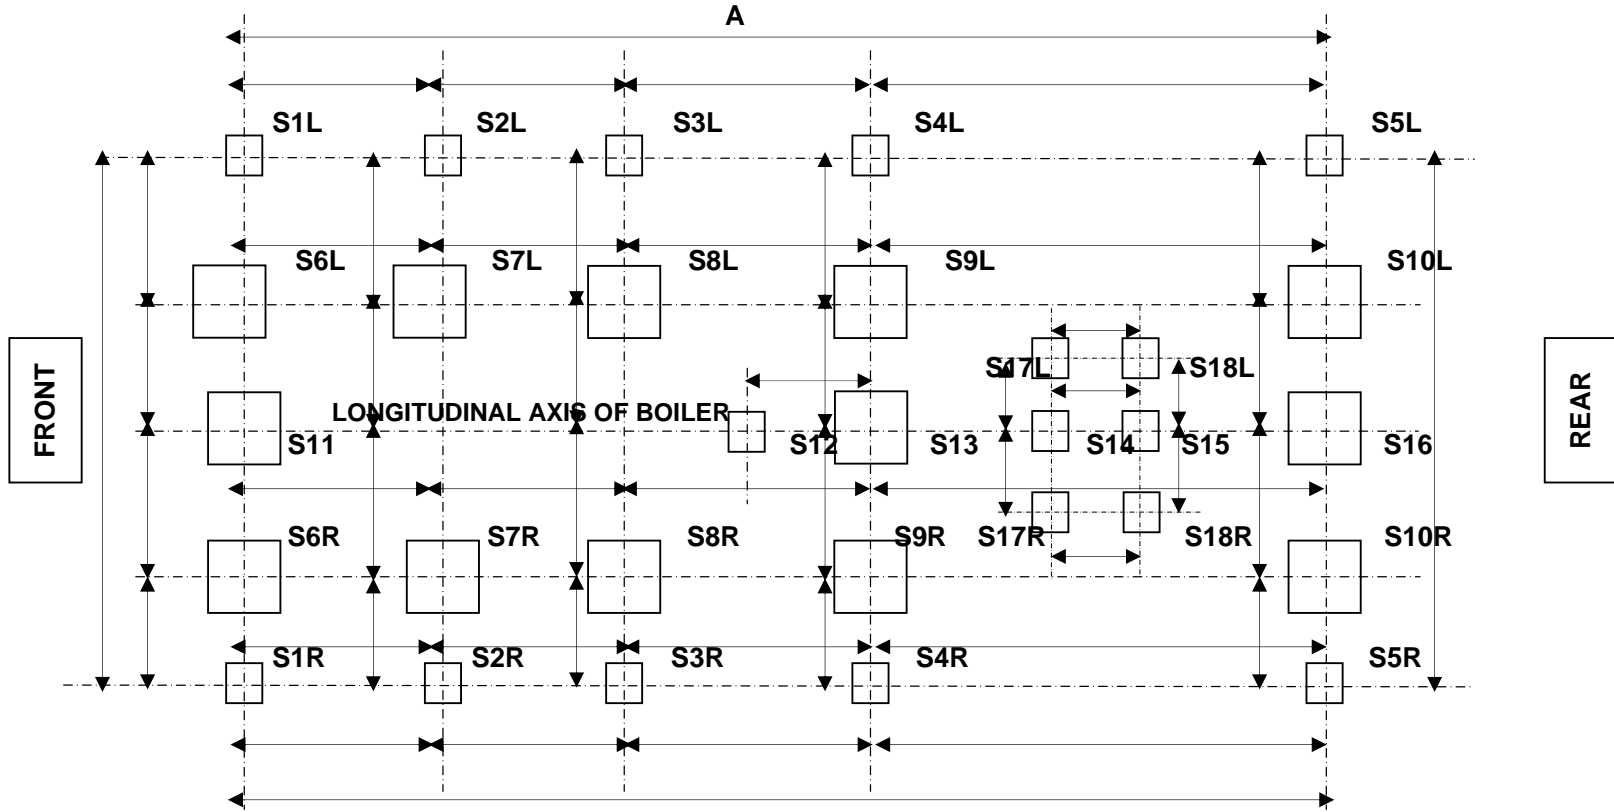 A
S1L S2L S3L S4L S5L
S6L S7L S8L S9L S10L
FRONT
REAR
S17L S18L
LONGITUDINAL AXIS OF BOILER
S11 S12 S13 S14 S15 S16
S6R S7R S8R S9R S17R S18R S10R
S1R S2R S3R S4R S5R